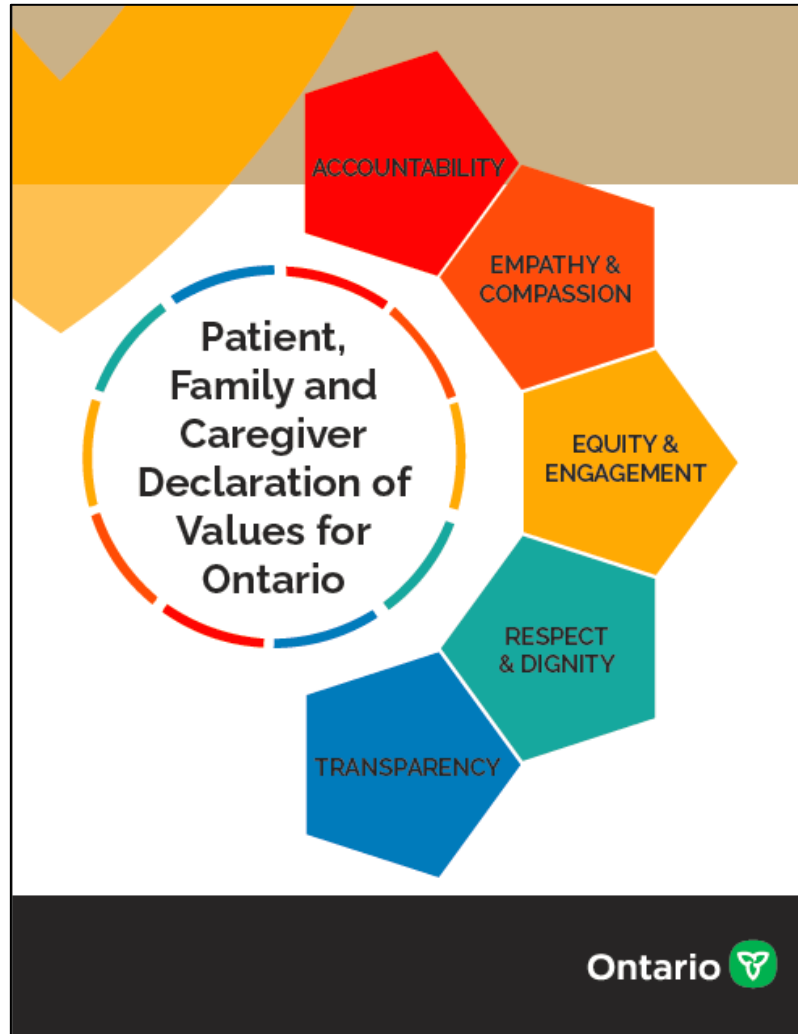 ACCOUNTABILITY
EMPATHY &
COMPASSION
Patient,
Family and
Caregiver
Declaration of
Values for
Ontario
EQUITY &
ENGAGEMENT
RESPECT
& DIGNITY
TRANSPARENCY
Ontario